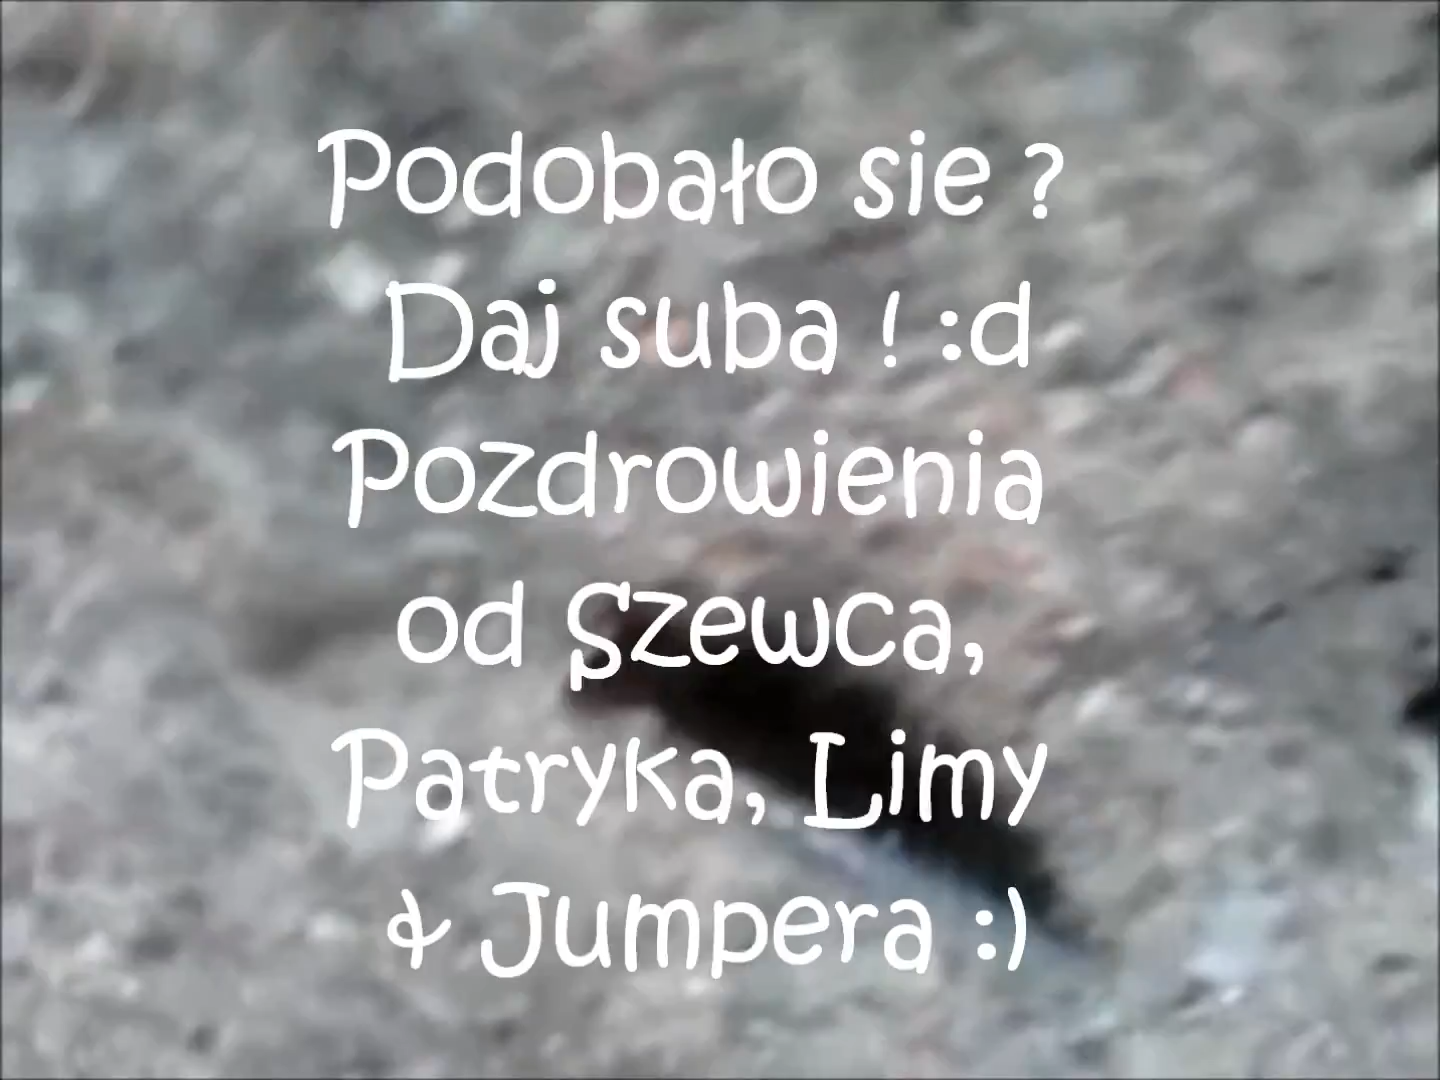 Podobało sie ?
Daj suba ! :d
Pozdrowienia
od Szewca,
Patryka, Limy
& Jumpera :)